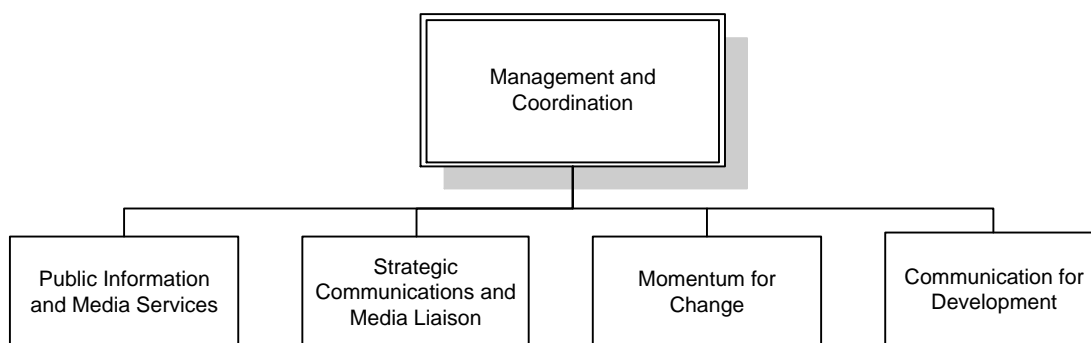 Management and
Coordination
Public Information
and Media Services
Strategic
Communications and
Media Liaison
Momentum for
Change
Communication for
Development